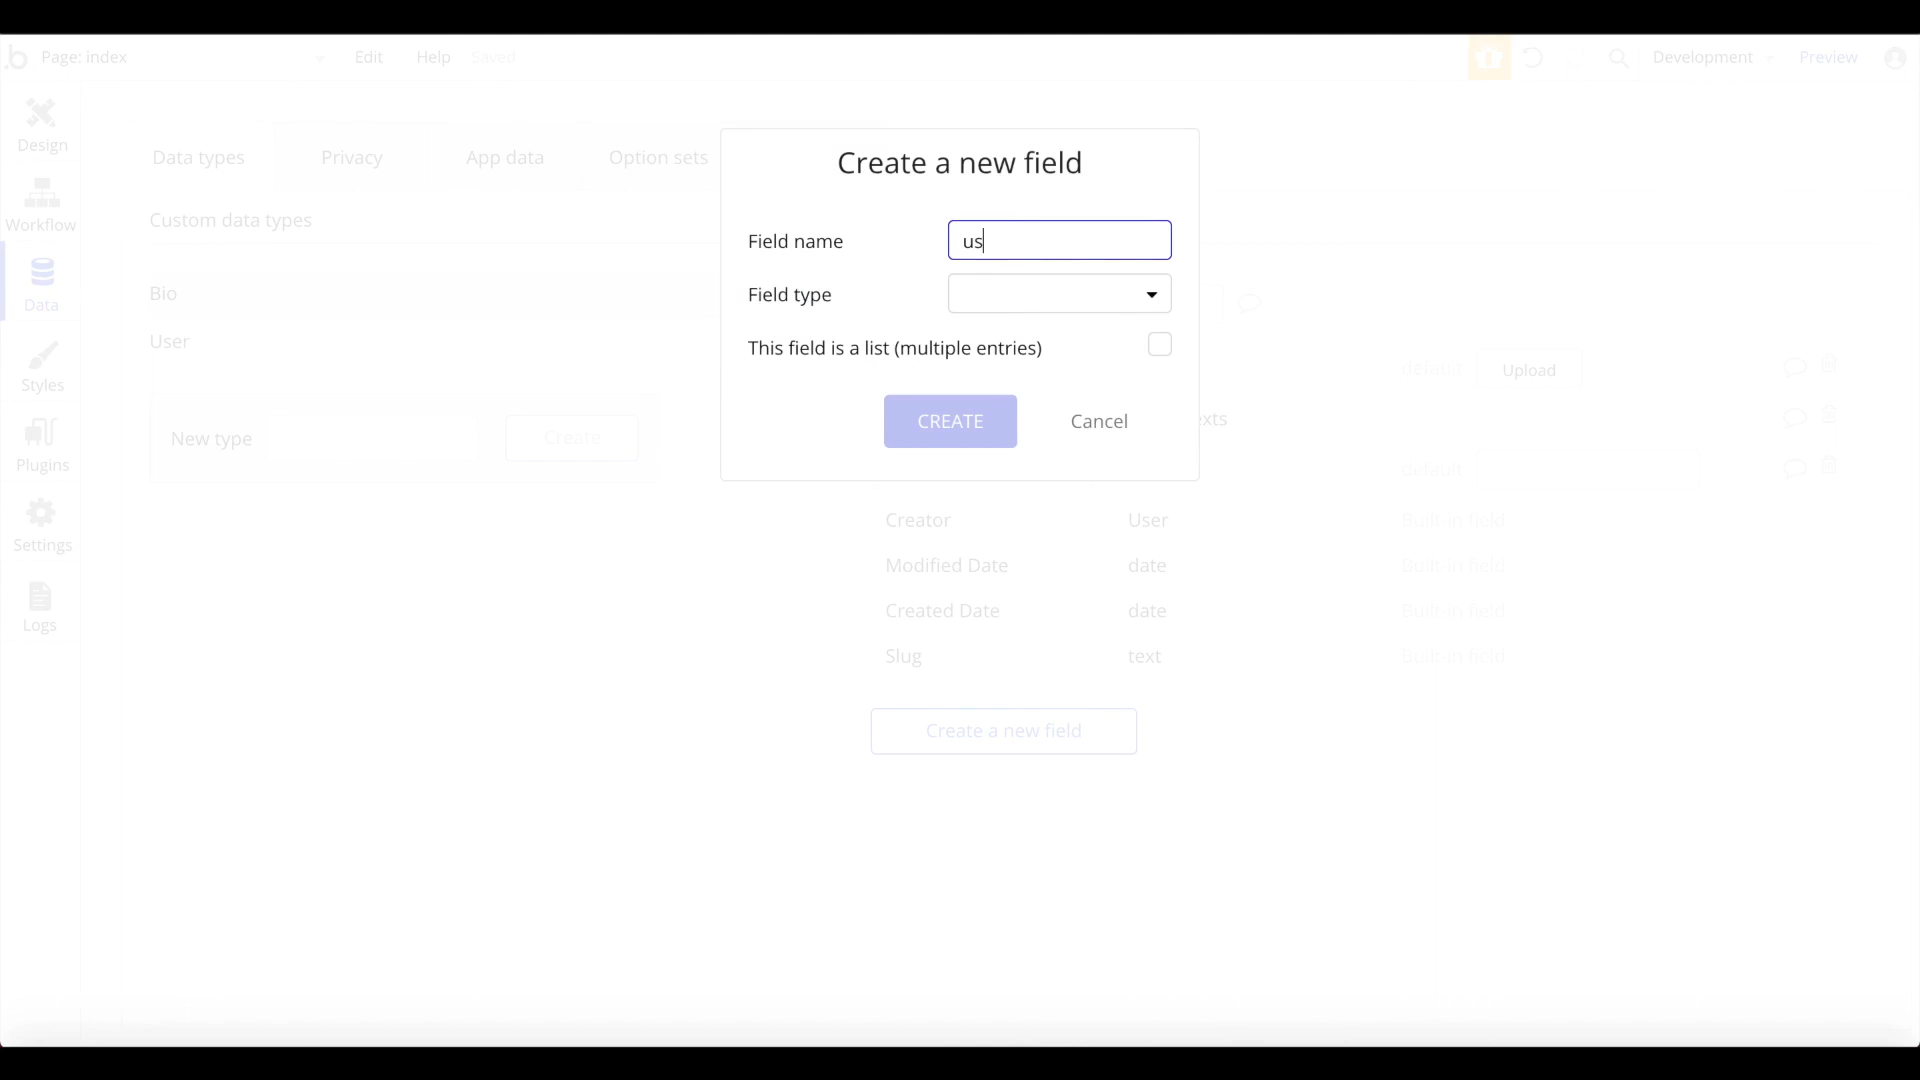 Page: index Edit Help Saved Development Preview
Design
Workflow
Data
Styles
Plugins
Settings
Logs
Data types Privacy App data Option sets
Custom data types
Bio
User
New type Create
Create a new field
Field name us
Field type
This field is a list (multiple entries)
CREATE Cancel
default Upload
xts
default
Creator User Built-in field
Modified Date date Built-in field
Created Date date Built-in field
Slug text Built-in field
Create a new field